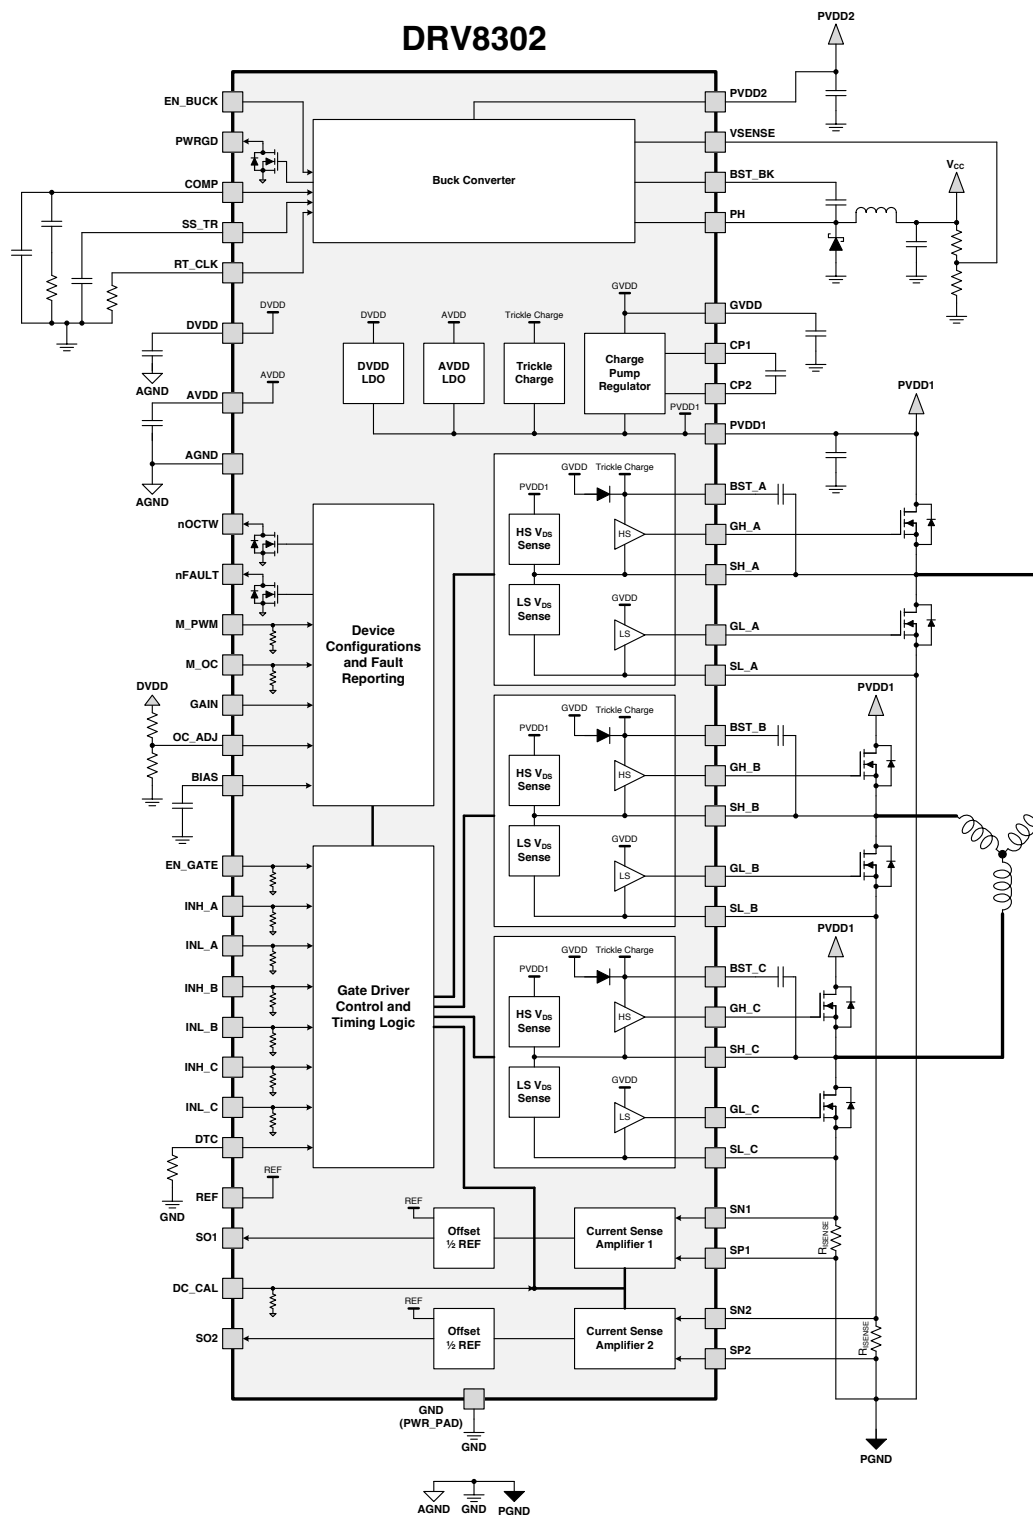 DRV8302
PVDD2
EN_BUCK
PWRGD
COMP
SS_TR
RT_CLK
Buck Converter
PVDD2
VSENSE
BST_BK
PH
VCC
DVDD
DVDD
AGND
AVDD
AVDD
AGND
AGND
DVDD
DVDD
LDO
AVDD
AVDD
LDO
Trickle Charge
Trickle
Charge
GVDD
Charge
Pump
Regulator
PVDD1
GVDD
CP1
CP2
PVDD1
PVDD1
nOCTW
nFAULT
M_PWM
M_OC
GAIN
DVDD
OC_ADJ
BIAS
Device
Configurations
and Fault
Reporting
GVDD
Trickle Charge
PVDD1
HS VDS
Sense
HS
LS VDS
Sense
GVDD
LS
BST_A
GH_A
SH_A
GL_A
SL_A
PVDD1
GVDD
Trickle Charge
PVDD1
HS VDS
Sense
HS
LS VDS
Sense
GVDD
LS
BST_B
GH_B
SH_B
GL_B
SL_B
EN_GATE
INH_A
INL_A
INH_B
INL_B
INH_C
INL_C
DTC
GND
Gate Driver
Control and
Timing Logic
GVDD
Trickle Charge
PVDD1
HS VDS
Sense
HS
LS VDS
Sense
GVDD
LS
PVDD1
BST_C
GH_C
SH_C
GL_C
SL_C
REF
REF
SO1
DC_CAL
SO2
REF
Offset
½ REF
Current Sense
Amplifier 1
SN1
SP1
RISENSE
REF
Offset
½ REF
Current Sense
Amplifier 2
SN2
SP2
RISENSE
GND
(PWR_PAD)
GND
PGND
AGND
GND
PGND